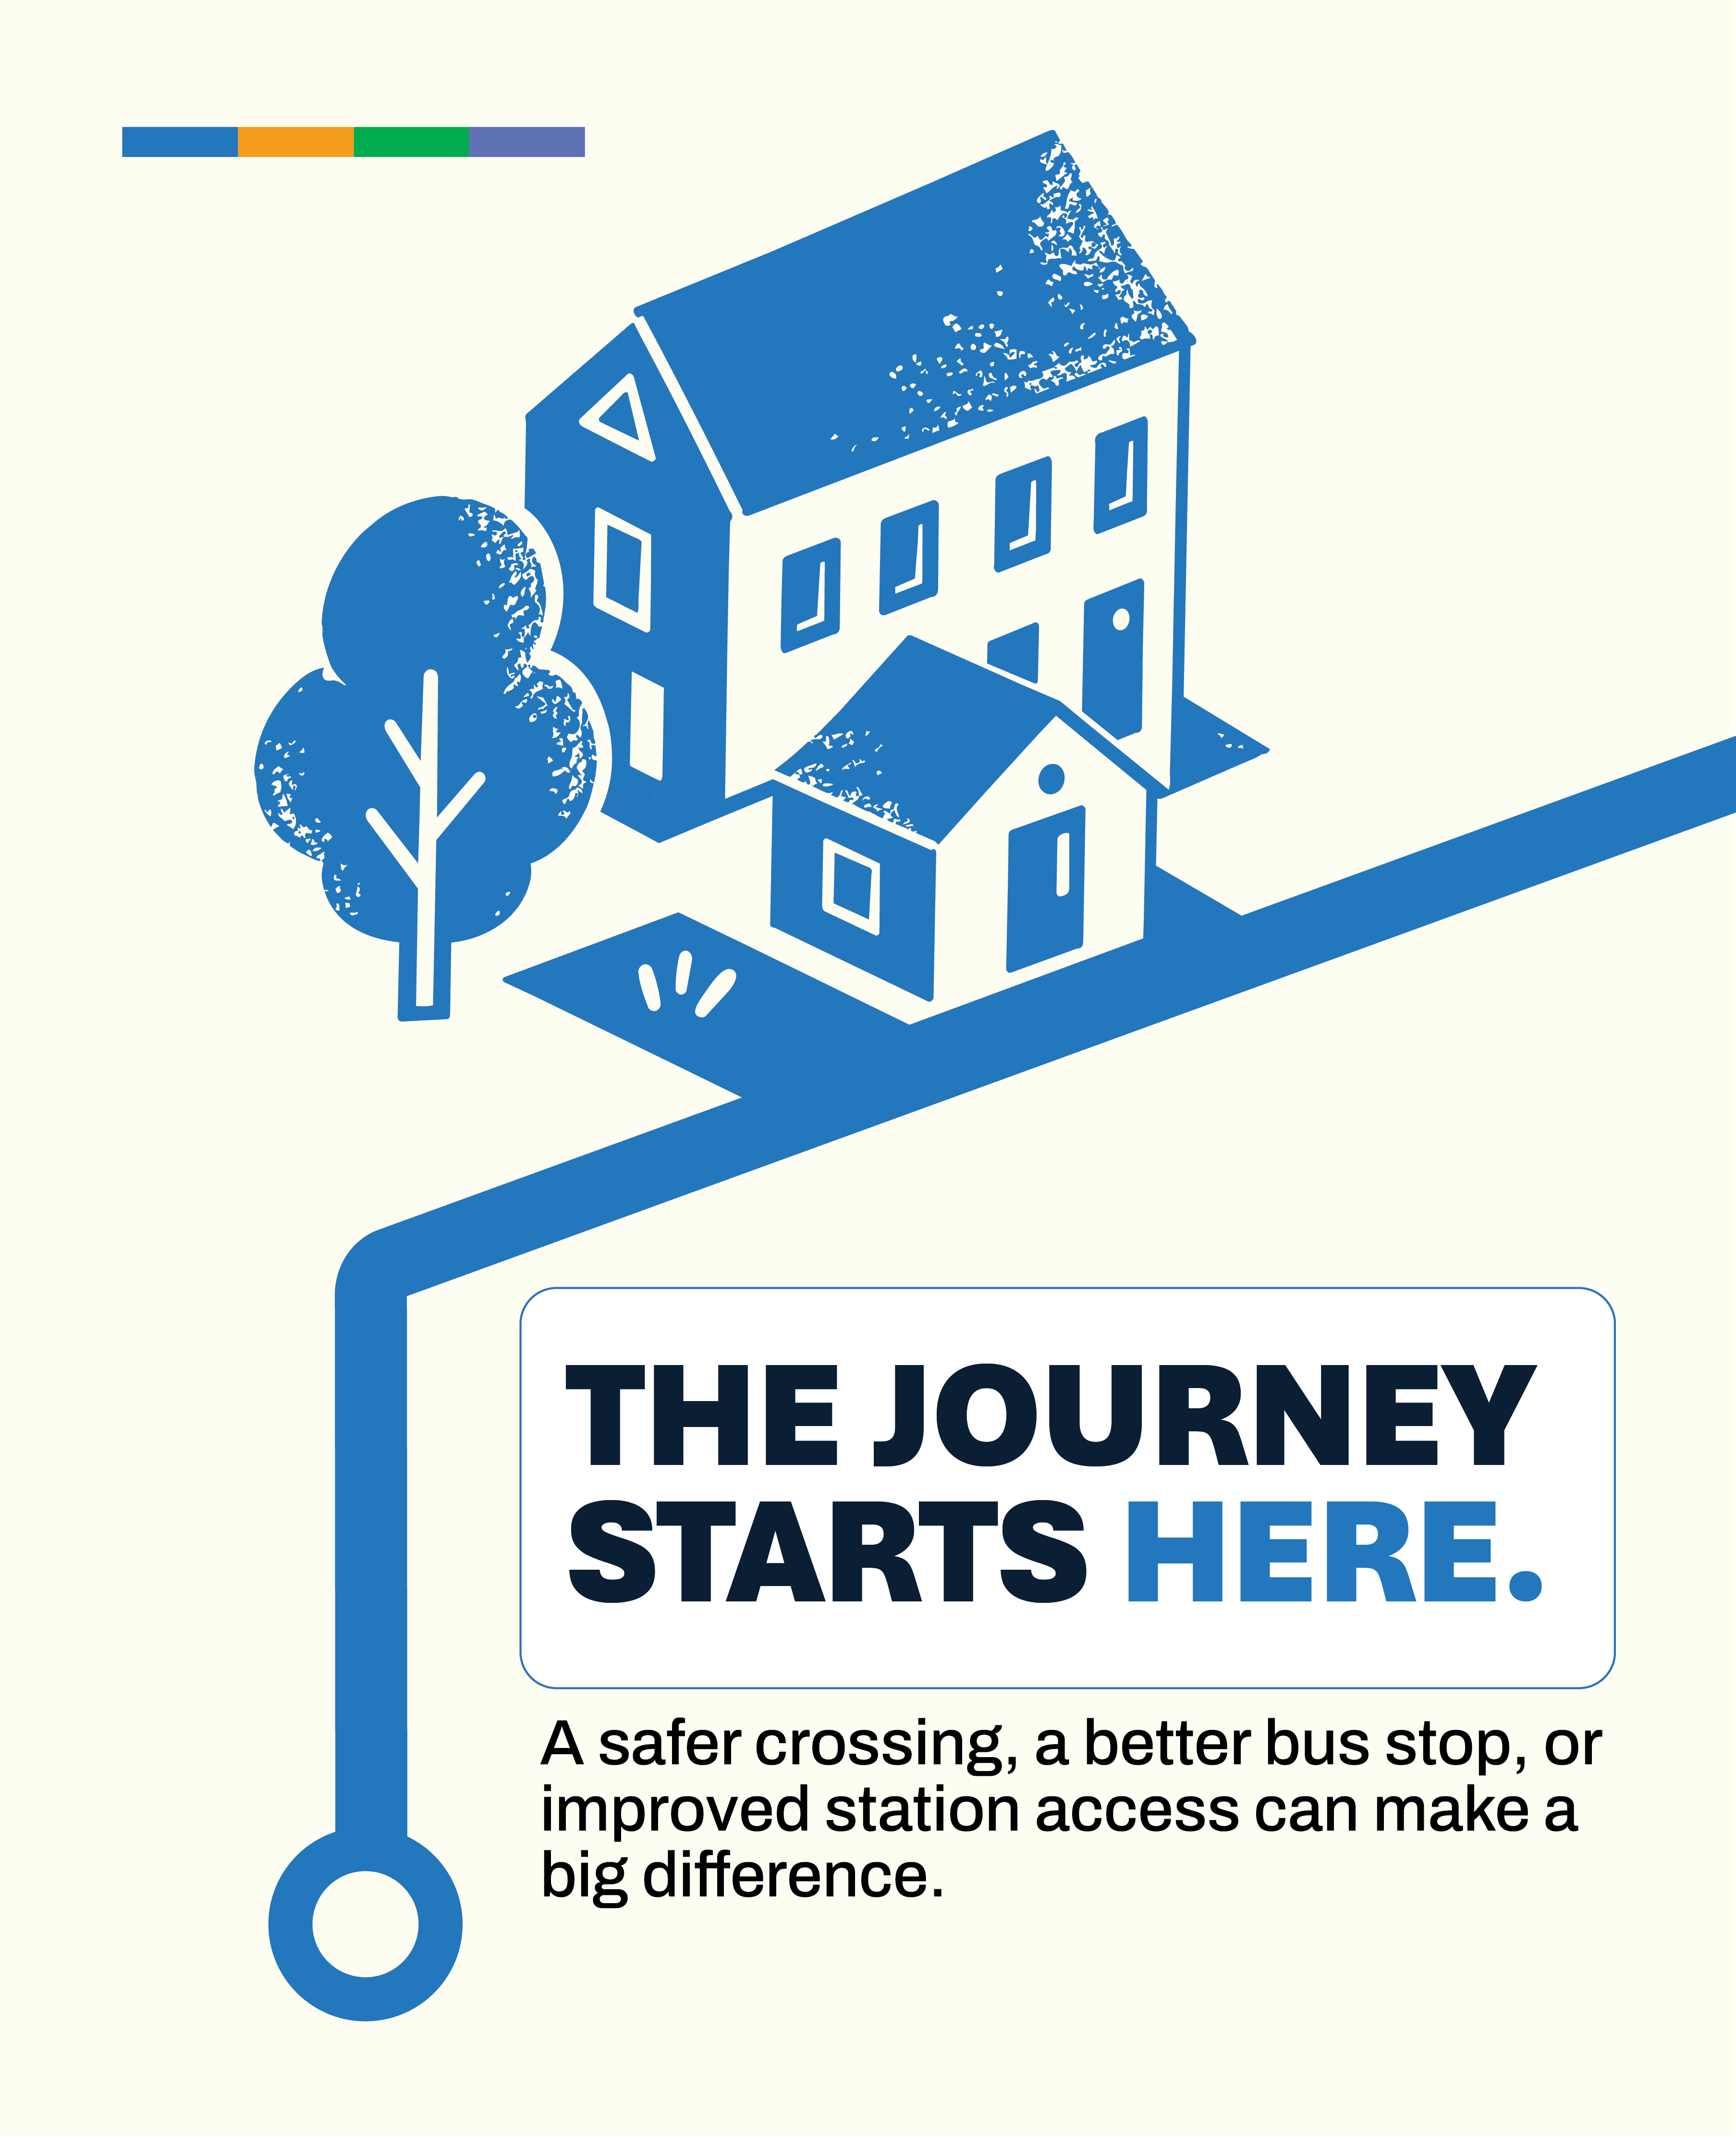 THE JOURNEY
STARTS HERE.
A safer crossing, a better bus stop, or
improved station access can make a
big difference.